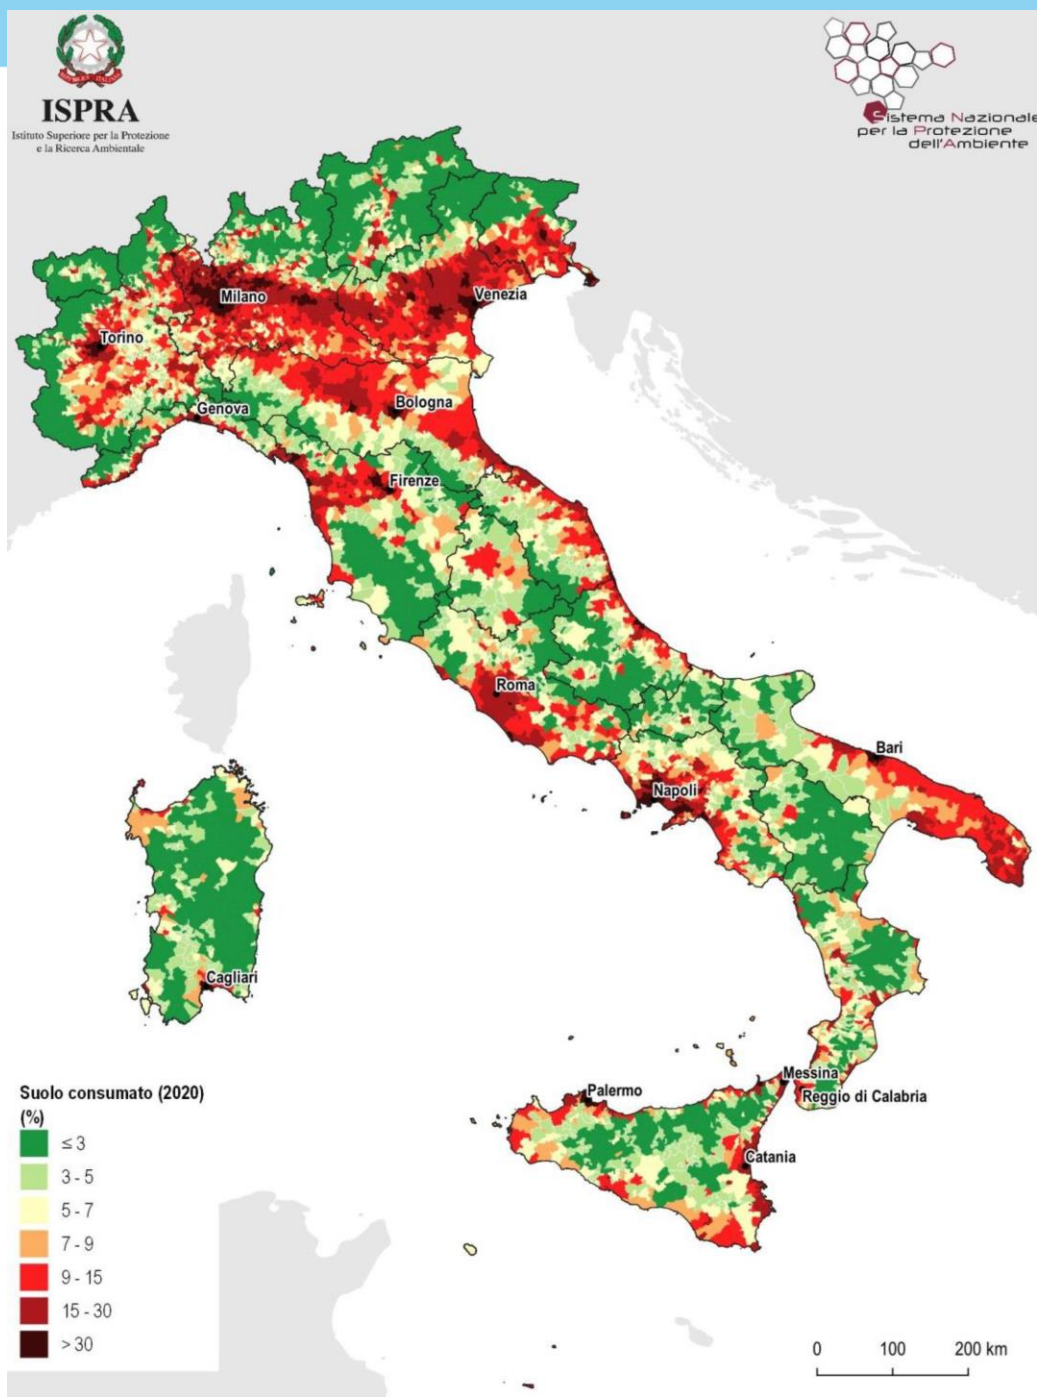 ISPRA
Istituto Superiore per la Protezione
e la Ricerca Ambientale
Sistema Nazionale
per la Protezione
dell'Ambiente
Milano
Venezia
Torino
Genova
Bologna
Firenze
Roma
Bari
Napoli
Cagliari
Messina
Palermo
Reggio di Calabria
Catania
Suolo consumato (2020)
(%)
≤ 3
3 - 5
5 - 7
7 - 9
9 - 15
15 - 30
> 30
0 100 200 km